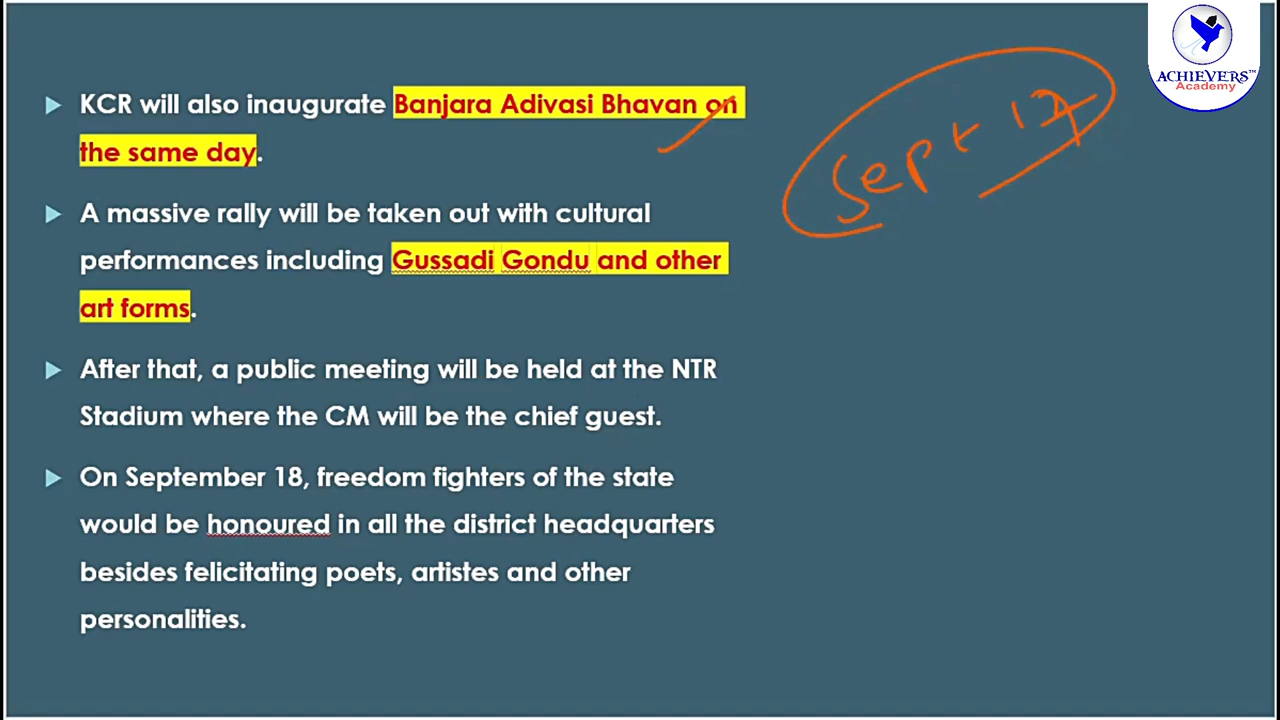 KCR will also inaugurate Banjara Adivasi Bhavan on
the same day.
A massive rally will be taken out with cultural
performances including Gussadi Gondu and other
art forms.
After that, a public meeting will be held at the NTR
Stadium where the CM will be the chief guest.
On September 18, freedom fighters of the state
would be honoured in all the district headquarters
besides felicitating poets, artistes and other
personalities.
Sept 17
ACHIEVERS™
Academy